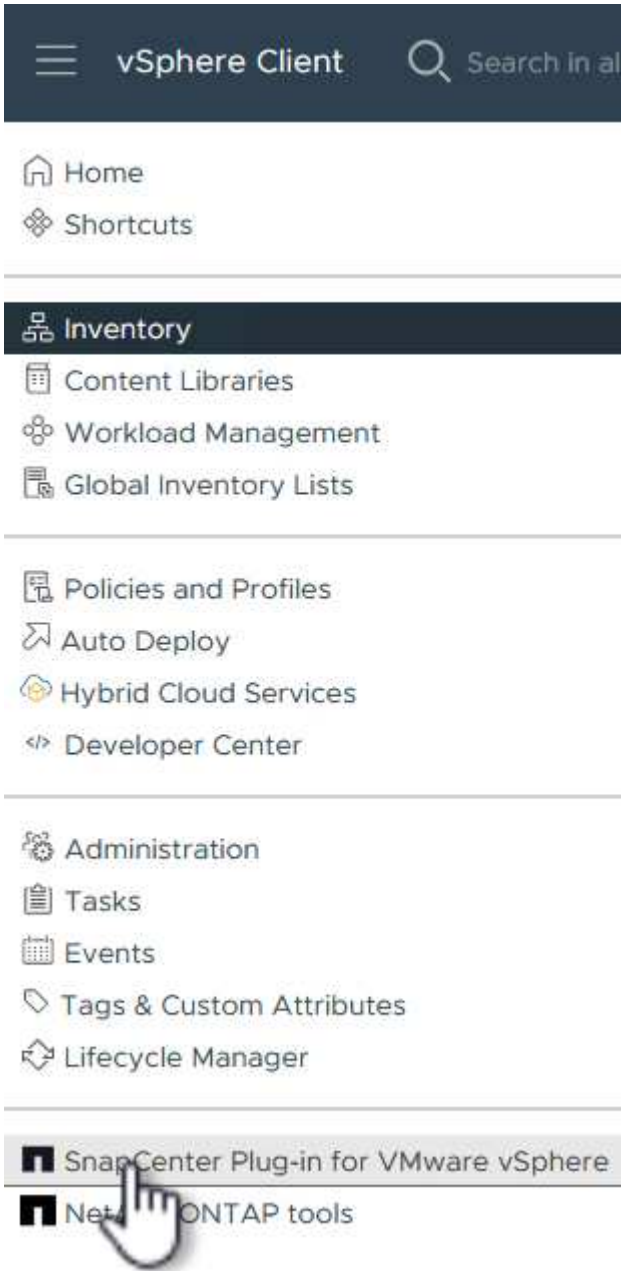 vSphere Client Search in al
Home
Shortcuts
Inventory
Content Libraries
Workload Management
Global Inventory Lists
Policies and Profiles
Auto Deploy
Hybrid Cloud Services
Developer Center
Administration
Tasks
Events
Tags & Custom Attributes
Lifecycle Manager
SnapCenter Plug-in for VMware vSphere
ONTAP tools